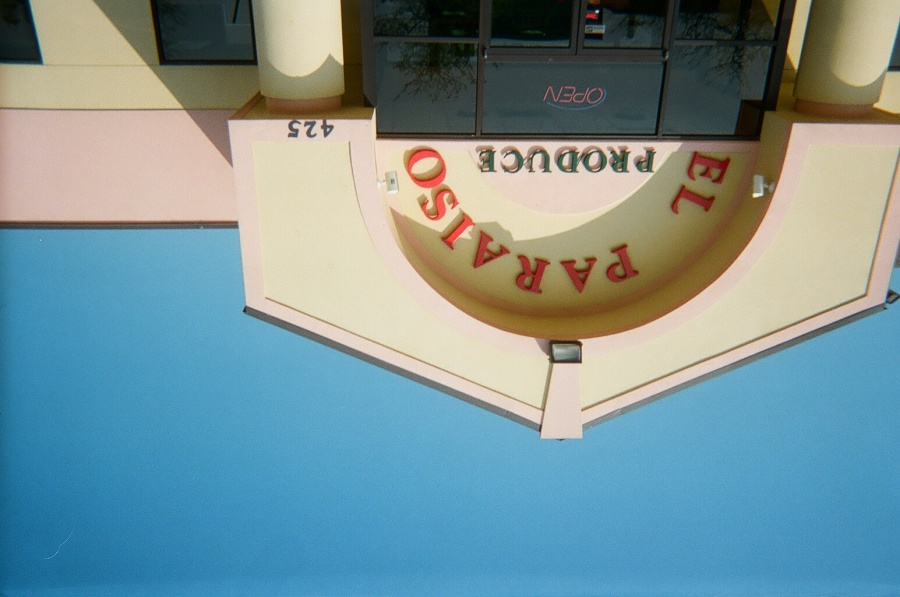 EL PARAISO
PRODUCE
425
OPEN